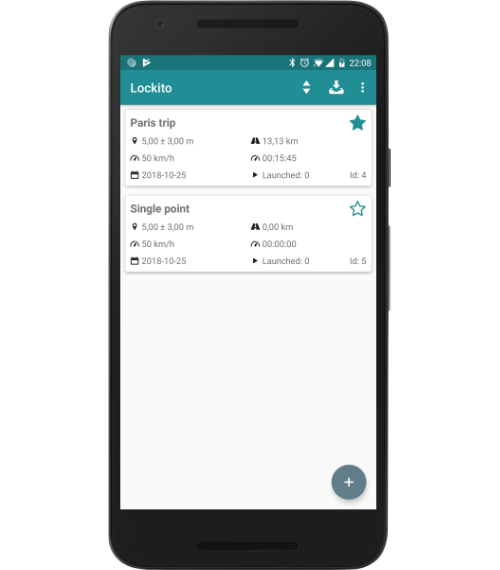 22:08
Lockito
Paris trip
5,00 ± 3,00 m 13,13 km
50 km/h 00:15:45
2018-10-25 Launched: 0 Id: 4
Single point
5,00 ± 3,00 m 0,00 km
50 km/h 00:00:00
2018-10-25 Launched: 0 Id: 5